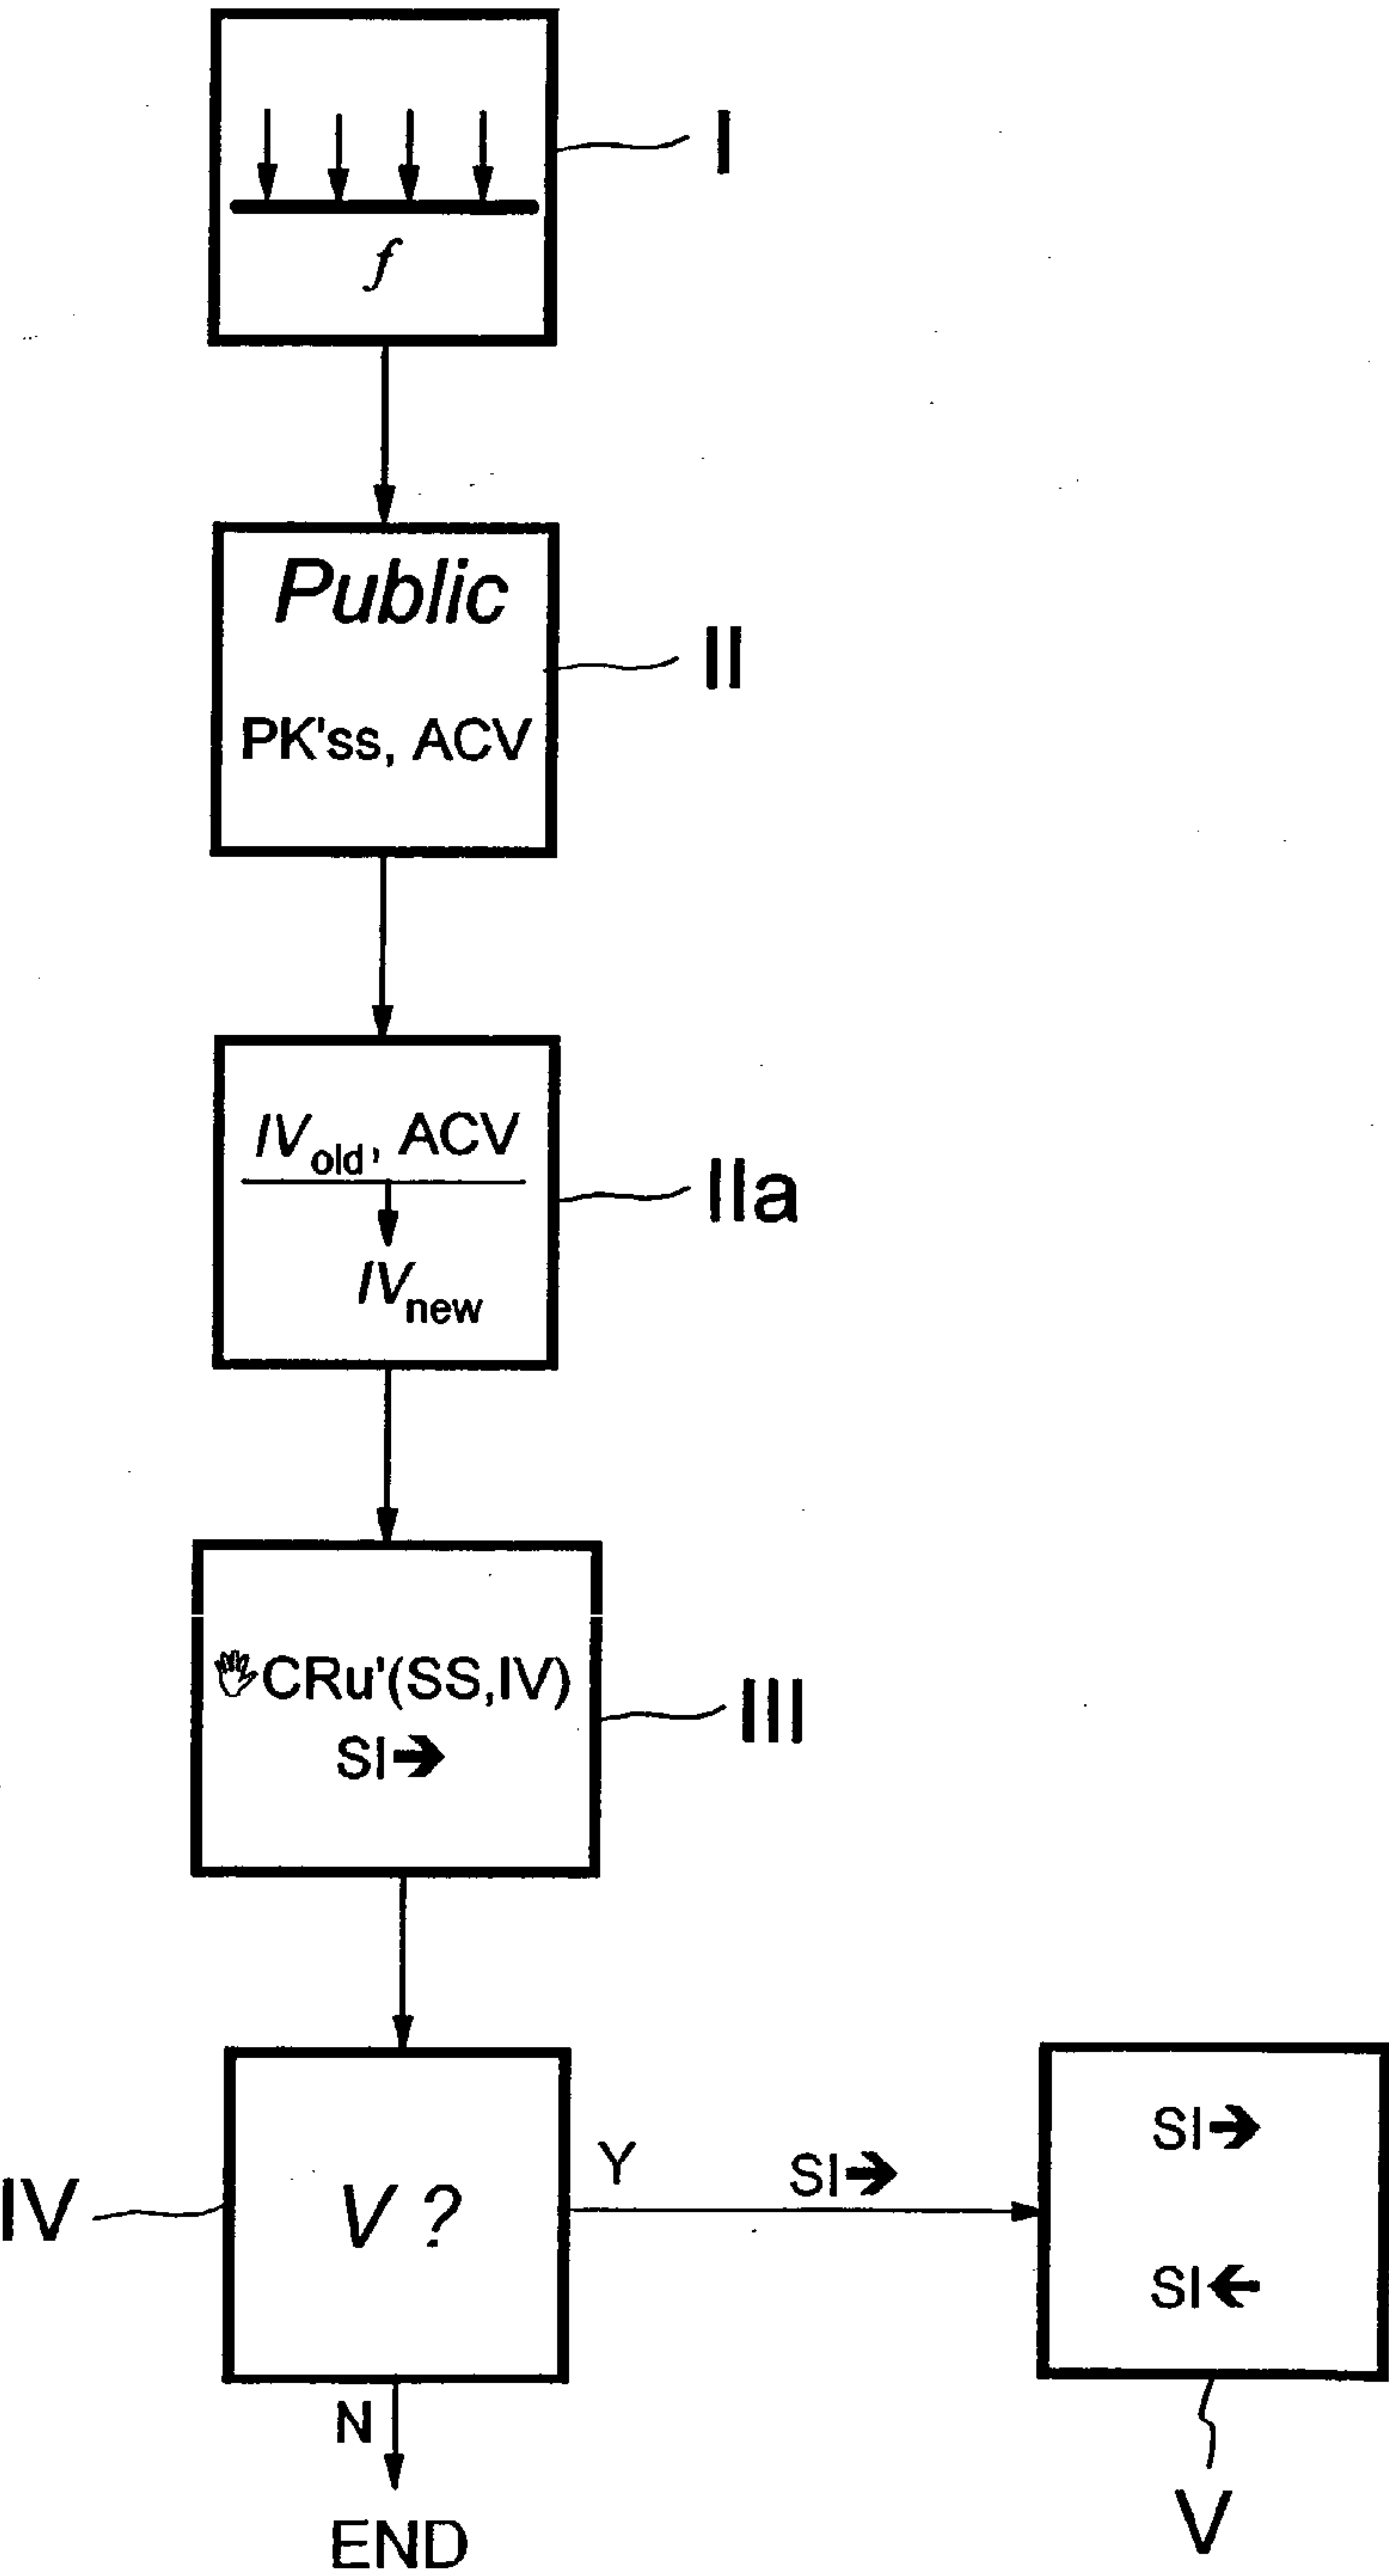 I
f
Public
II
PK'ss, ACV
IVold, ACV
IIa
IVnew
CRu'(SS,IV)
III
SI➔
Y
SI➔
SI➔
IV
V ?
SI🡰
N
END
V